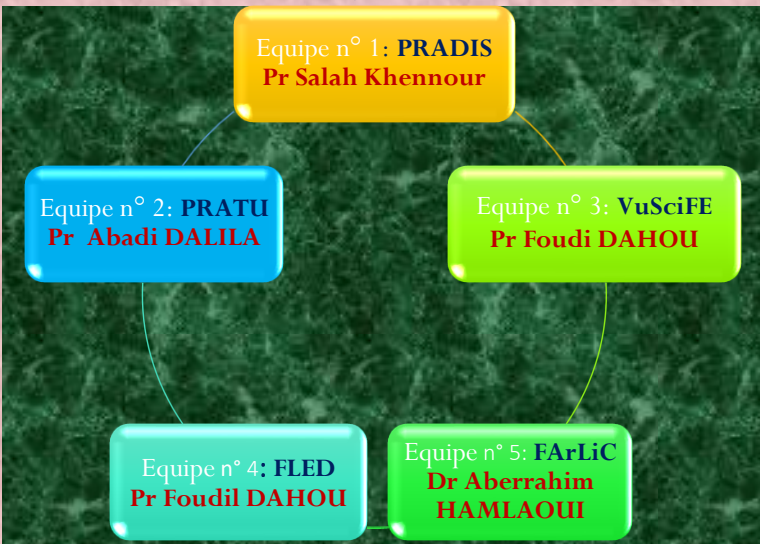 Equipe n° 1: PRADIS
Pr Salah Khennour
Equipe n° 2: PRATU
Pr Abadi DALILA
Equipe n° 3: VuSciFE
Pr Foudi DAHOU
Equipe n° 4: FLED
Pr Foudil DAHOU
Equipe n° 5: FArLiC
Dr Aberrahim
HAMLAOUI